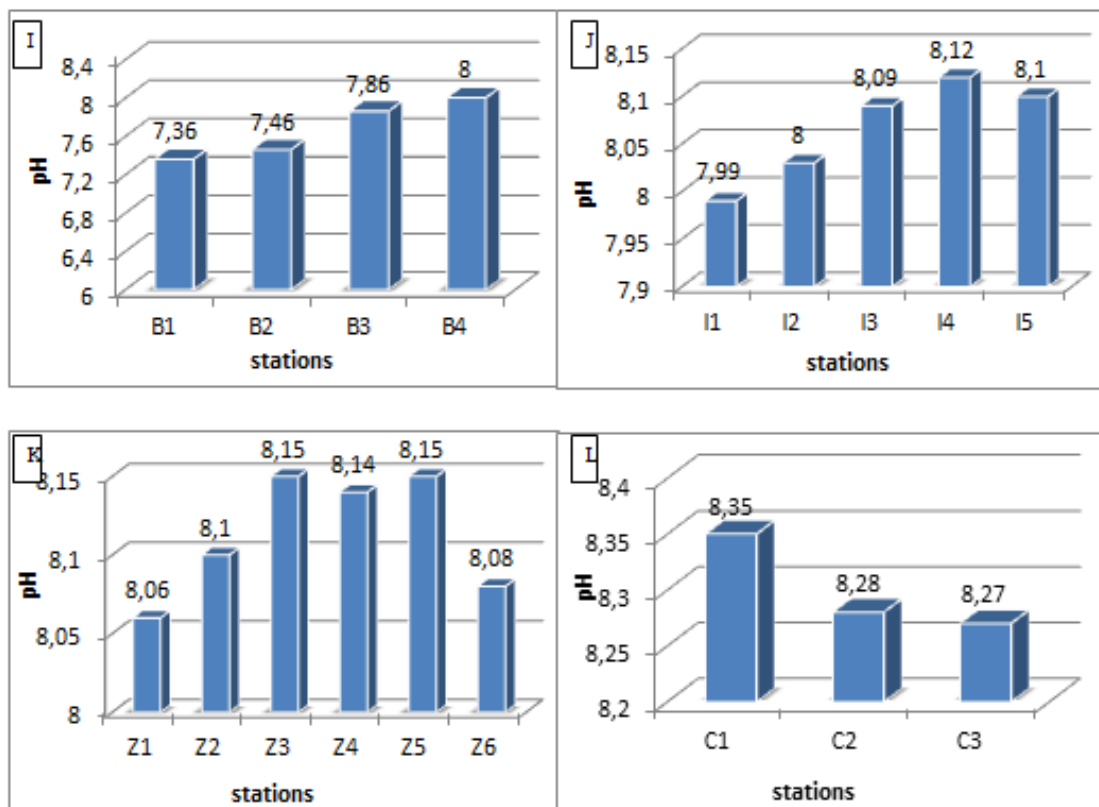 I
8,4
8
7,6
7,2
6,8
6,4
6
pH
7,36 7,46 7,86 8
B1 B2 B3 B4
stations
J
8,15
8,1
8,05
8
7,95
7,9
pH
7,99 8 8,09 8,12 8,1
I1 I2 I3 I4 I5
stations
K
8,15
8,1
8,05
8
pH
8,06 8,1 8,15 8,14 8,15 8,08
Z1 Z2 Z3 Z4 Z5 Z6
stations
L
8,4
8,35
8,3
8,25
8,2
pH
8,35 8,28 8,27
C1 C2 C3
stations